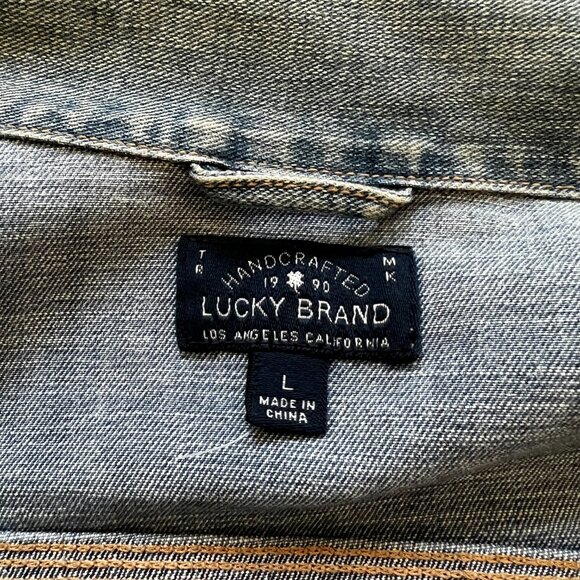 TR MK
HANDCRAFTED
19 90
LUCKY BRAND
LOS ANGELES CALIFORNIA
L
MADE IN
CHINA